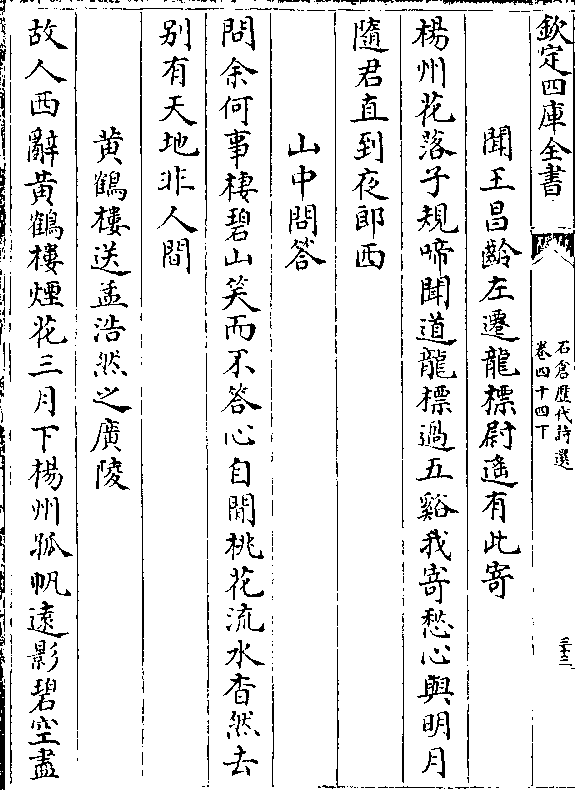 欽定四庫全書
石倉歷代詩選
卷四十四下
三十三
聞王昌齡左遷龍標尉遙有此寄
楊州花落子規啼聞道龍標過五谿我寄愁心與明月
隨君直到夜郎西
山中問答
問余何事棲碧山笑而不答心自閒桃花流水杳然去
別有天地非人間
黄鶴樓送孟浩然之廣陵
故人西辭黄鶴樓煙花三月下楊州孤帆遠影碧空盡